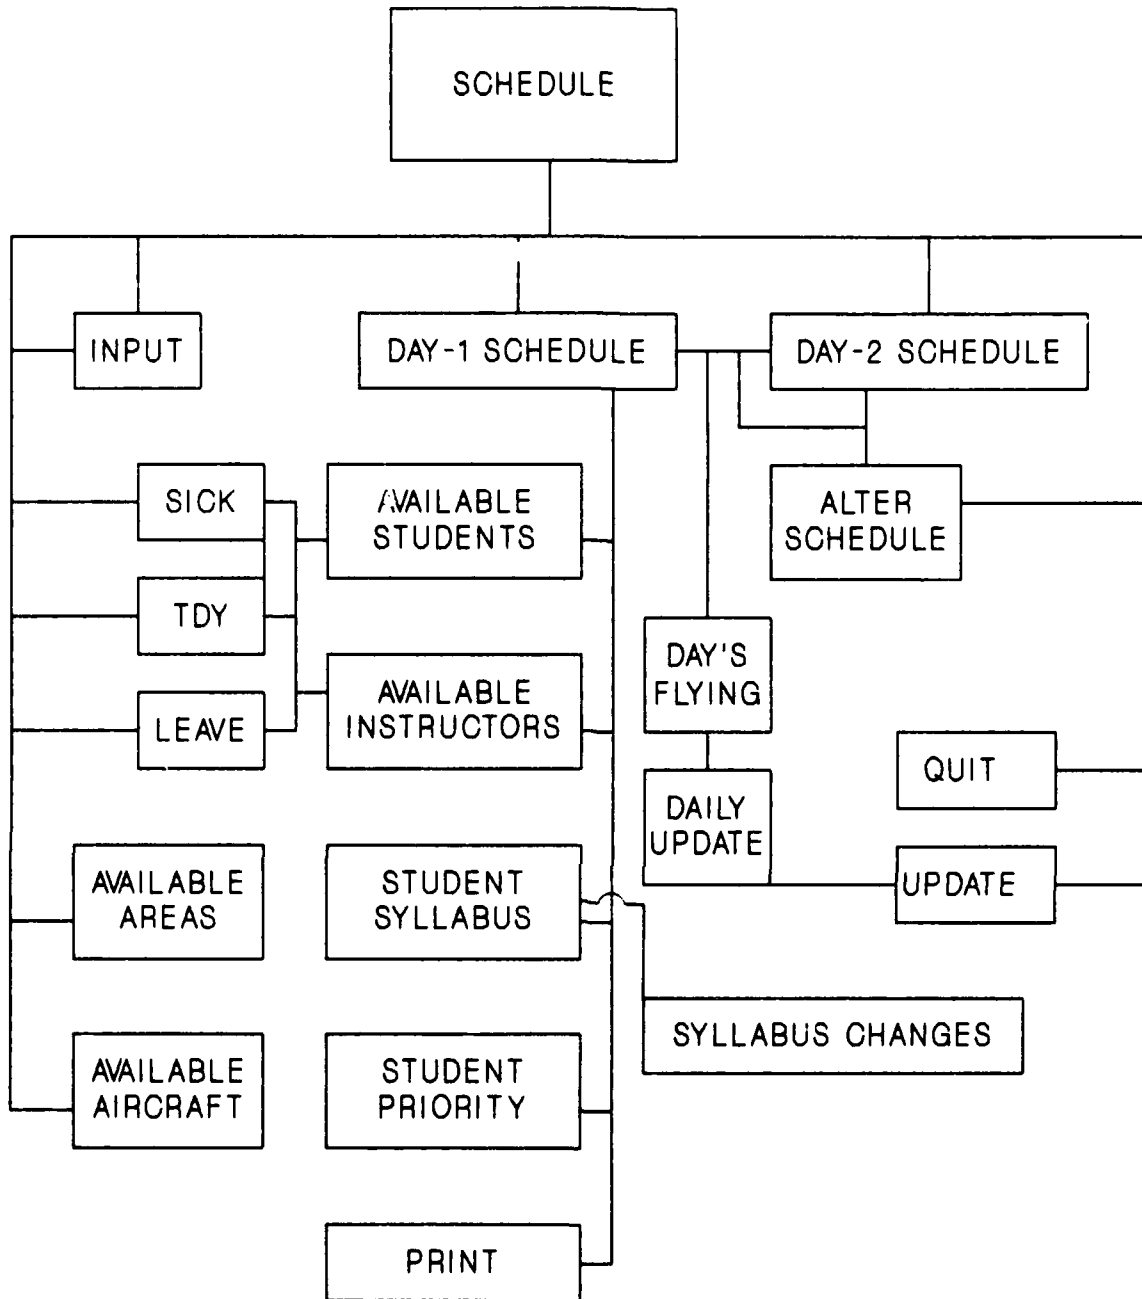 SCHEDULE
INPUT
DAY-1 SCHEDULE
DAY-2 SCHEDULE
SICK
AVAILABLE
STUDENTS
ALTER
SCHEDULE
TDY
DAY'S
FLYING
LEAVE
AVAILABLE
INSTRUCTORS
QUIT
DAILY
UPDATE
UPDATE
AVAILABLE
AREAS
STUDENT
SYLLABUS
SYLLABUS CHANGES
AVAILABLE
AIRCRAFT
STUDENT
PRIORITY
PRINT